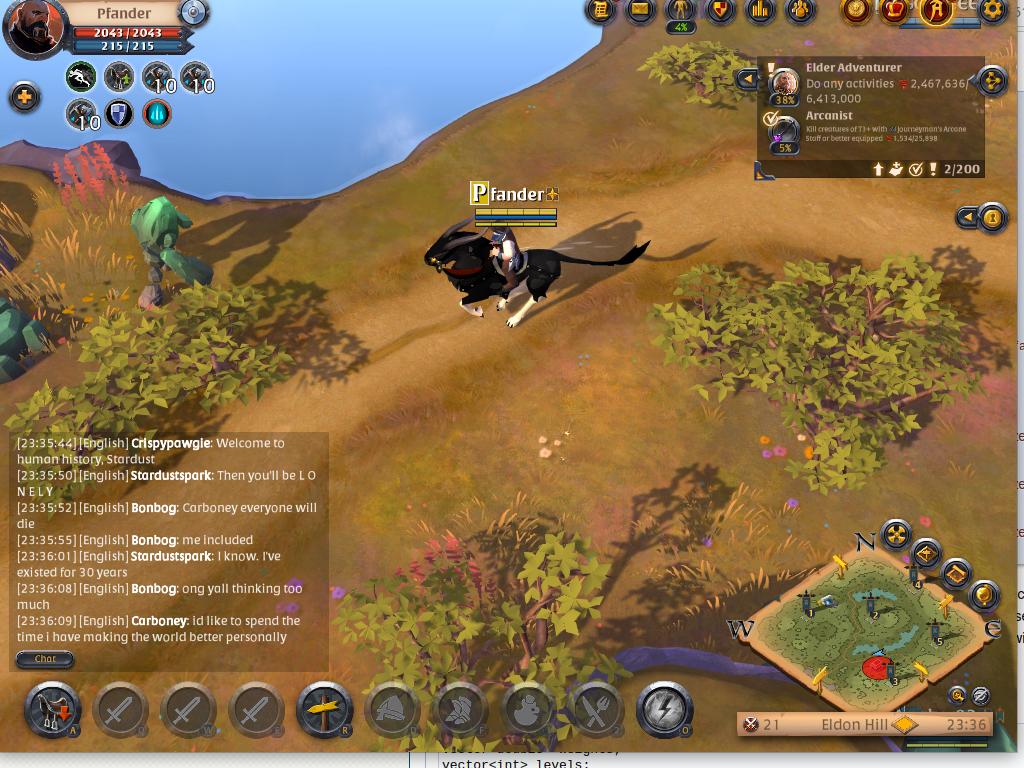 Pfander
2043 / 2043
215 / 215
10
10
10
4%
Elder Adventurer
Do any activities 2,467,636/
6,413,000
38%
Arcanist
Kill creatures of T3+ with Journeyman's Arcane
Staff or better equipped 1,534/25,898
5%
2/200
Pfander
[23:35:44] [English] Crispypawgie: Welcome to
human history, Stardust
[23:35:50] [English] Stardustspark: Then you'll be L O
N E L Y
[23:35:52] [English] Bonbog: Carboney everyone will
die
[23:35:55] [English] Bonbog: me included
[23:36:01] [English] Stardustspark: I know. I've
existed for 30 years
[23:36:08] [English] Bonbog: ong yall thinking too
much
[23:36:09] [English] Carboney: id like to spend the
time i have making the world better personally
Chat
N
W
E
1
2
3
4
5
A
Q
W
E
R
D
F
2
O
21
Eldon Hill
23:36
vector<int> levels;